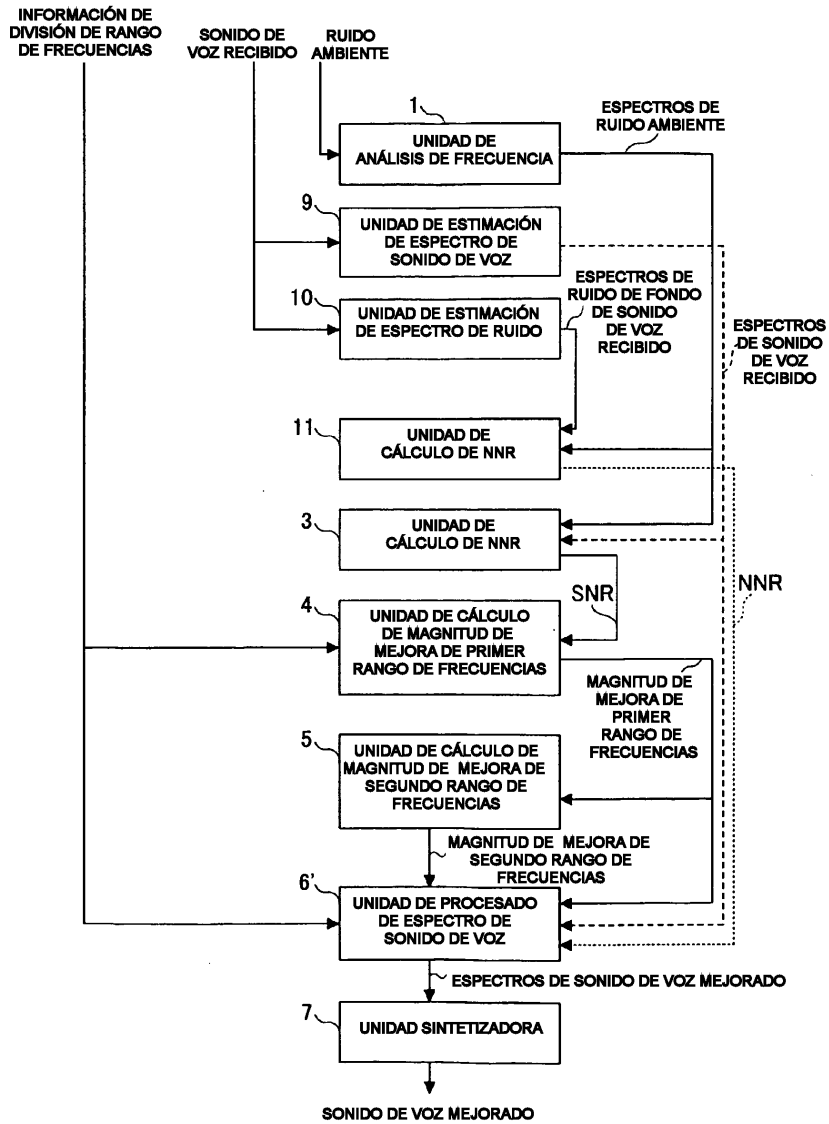 INFORMACIÓN DE
DIVISIÓN DE RANGO
DE FRECUENCIAS
SONIDO DE
VOZ RECIBIDO
RUIDO
AMBIENTE
1
UNIDAD DE
ANÁLISIS DE FRECUENCIA
ESPECTROS DE
RUIDO AMBIENTE
9
UNIDAD DE ESTIMACIÓN
DE ESPECTRO DE
SONIDO DE VOZ
10
UNIDAD DE ESTIMACIÓN
DE ESPECTRO DE RUIDO
ESPECTROS DE
RUIDO DE FONDO
DE SONIDO
DE VOZ
RECIBIDO
ESPECTROS
DE SONIDO
DE VOZ
RECIBIDO
11
UNIDAD DE
CÁLCULO DE NNR
3
UNIDAD DE
CÁLCULO DE NNR
SNR
NNR
4
UNIDAD DE CÁLCULO
DE MAGNITUD DE
MEJORA DE PRIMER
RANGO DE FRECUENCIAS
MAGNITUD DE
MEJORA DE
PRIMER
RANGO DE
FRECUENCIAS
5
UNIDAD DE CÁLCULO DE
MAGNITUD DE MEJORA DE
SEGUNDO RANGO DE
FRECUENCIAS
MAGNITUD DE MEJORA DE
SEGUNDO RANGO DE
FRECUENCIAS
6'
UNIDAD DE PROCESADO
DE ESPECTRO DE
SONIDO DE VOZ
ESPECTROS DE SONIDO DE VOZ MEJORADO
7
UNIDAD SINTETIZADORA
SONIDO DE VOZ MEJORADO